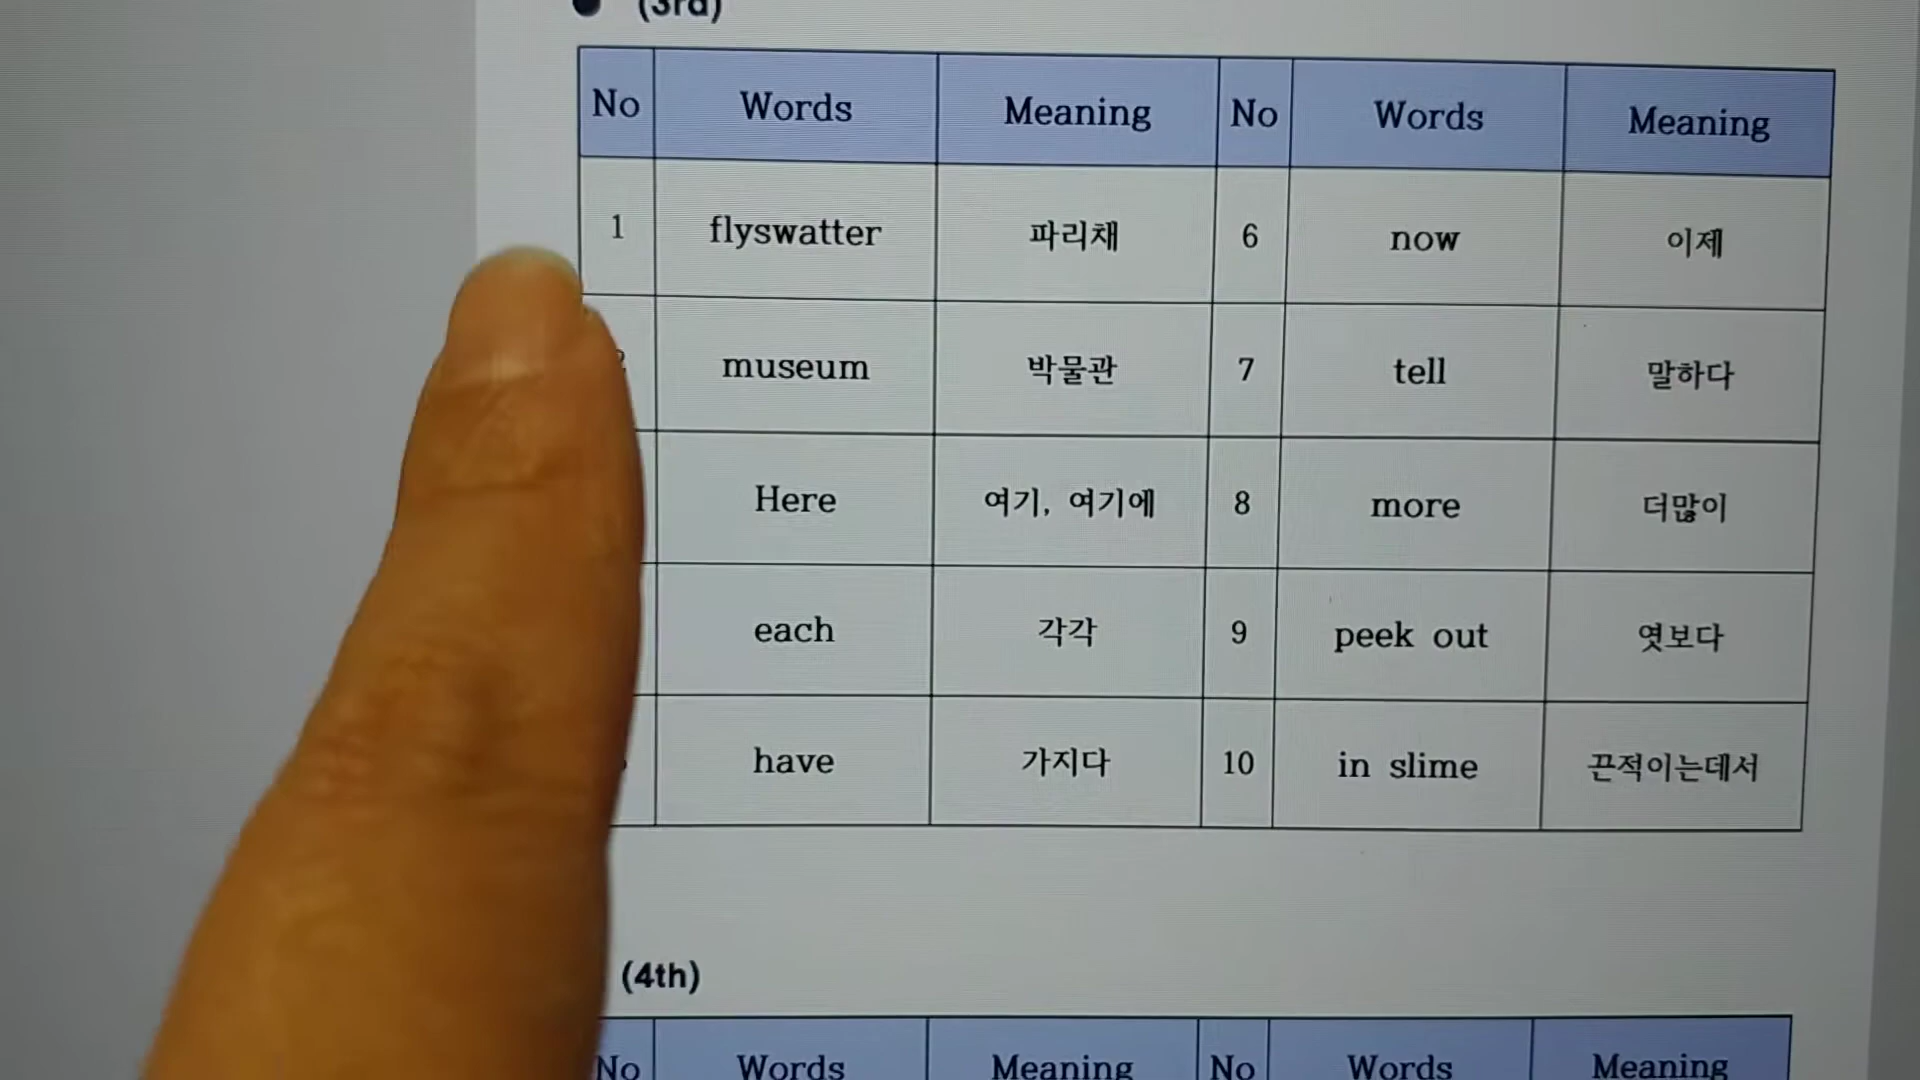 (3rd)
No Words Meaning No Words Meaning
1 flyswatter 파리채 6 now 이제
museum 박물관 7 tell 말하다
Here 여기, 여기에 8 more 더많이
each 각각 9 peek out 엿보다
have 가지다 10 in slime 끈적이는데서
(4th)
No Words Meaning No Words Meaning